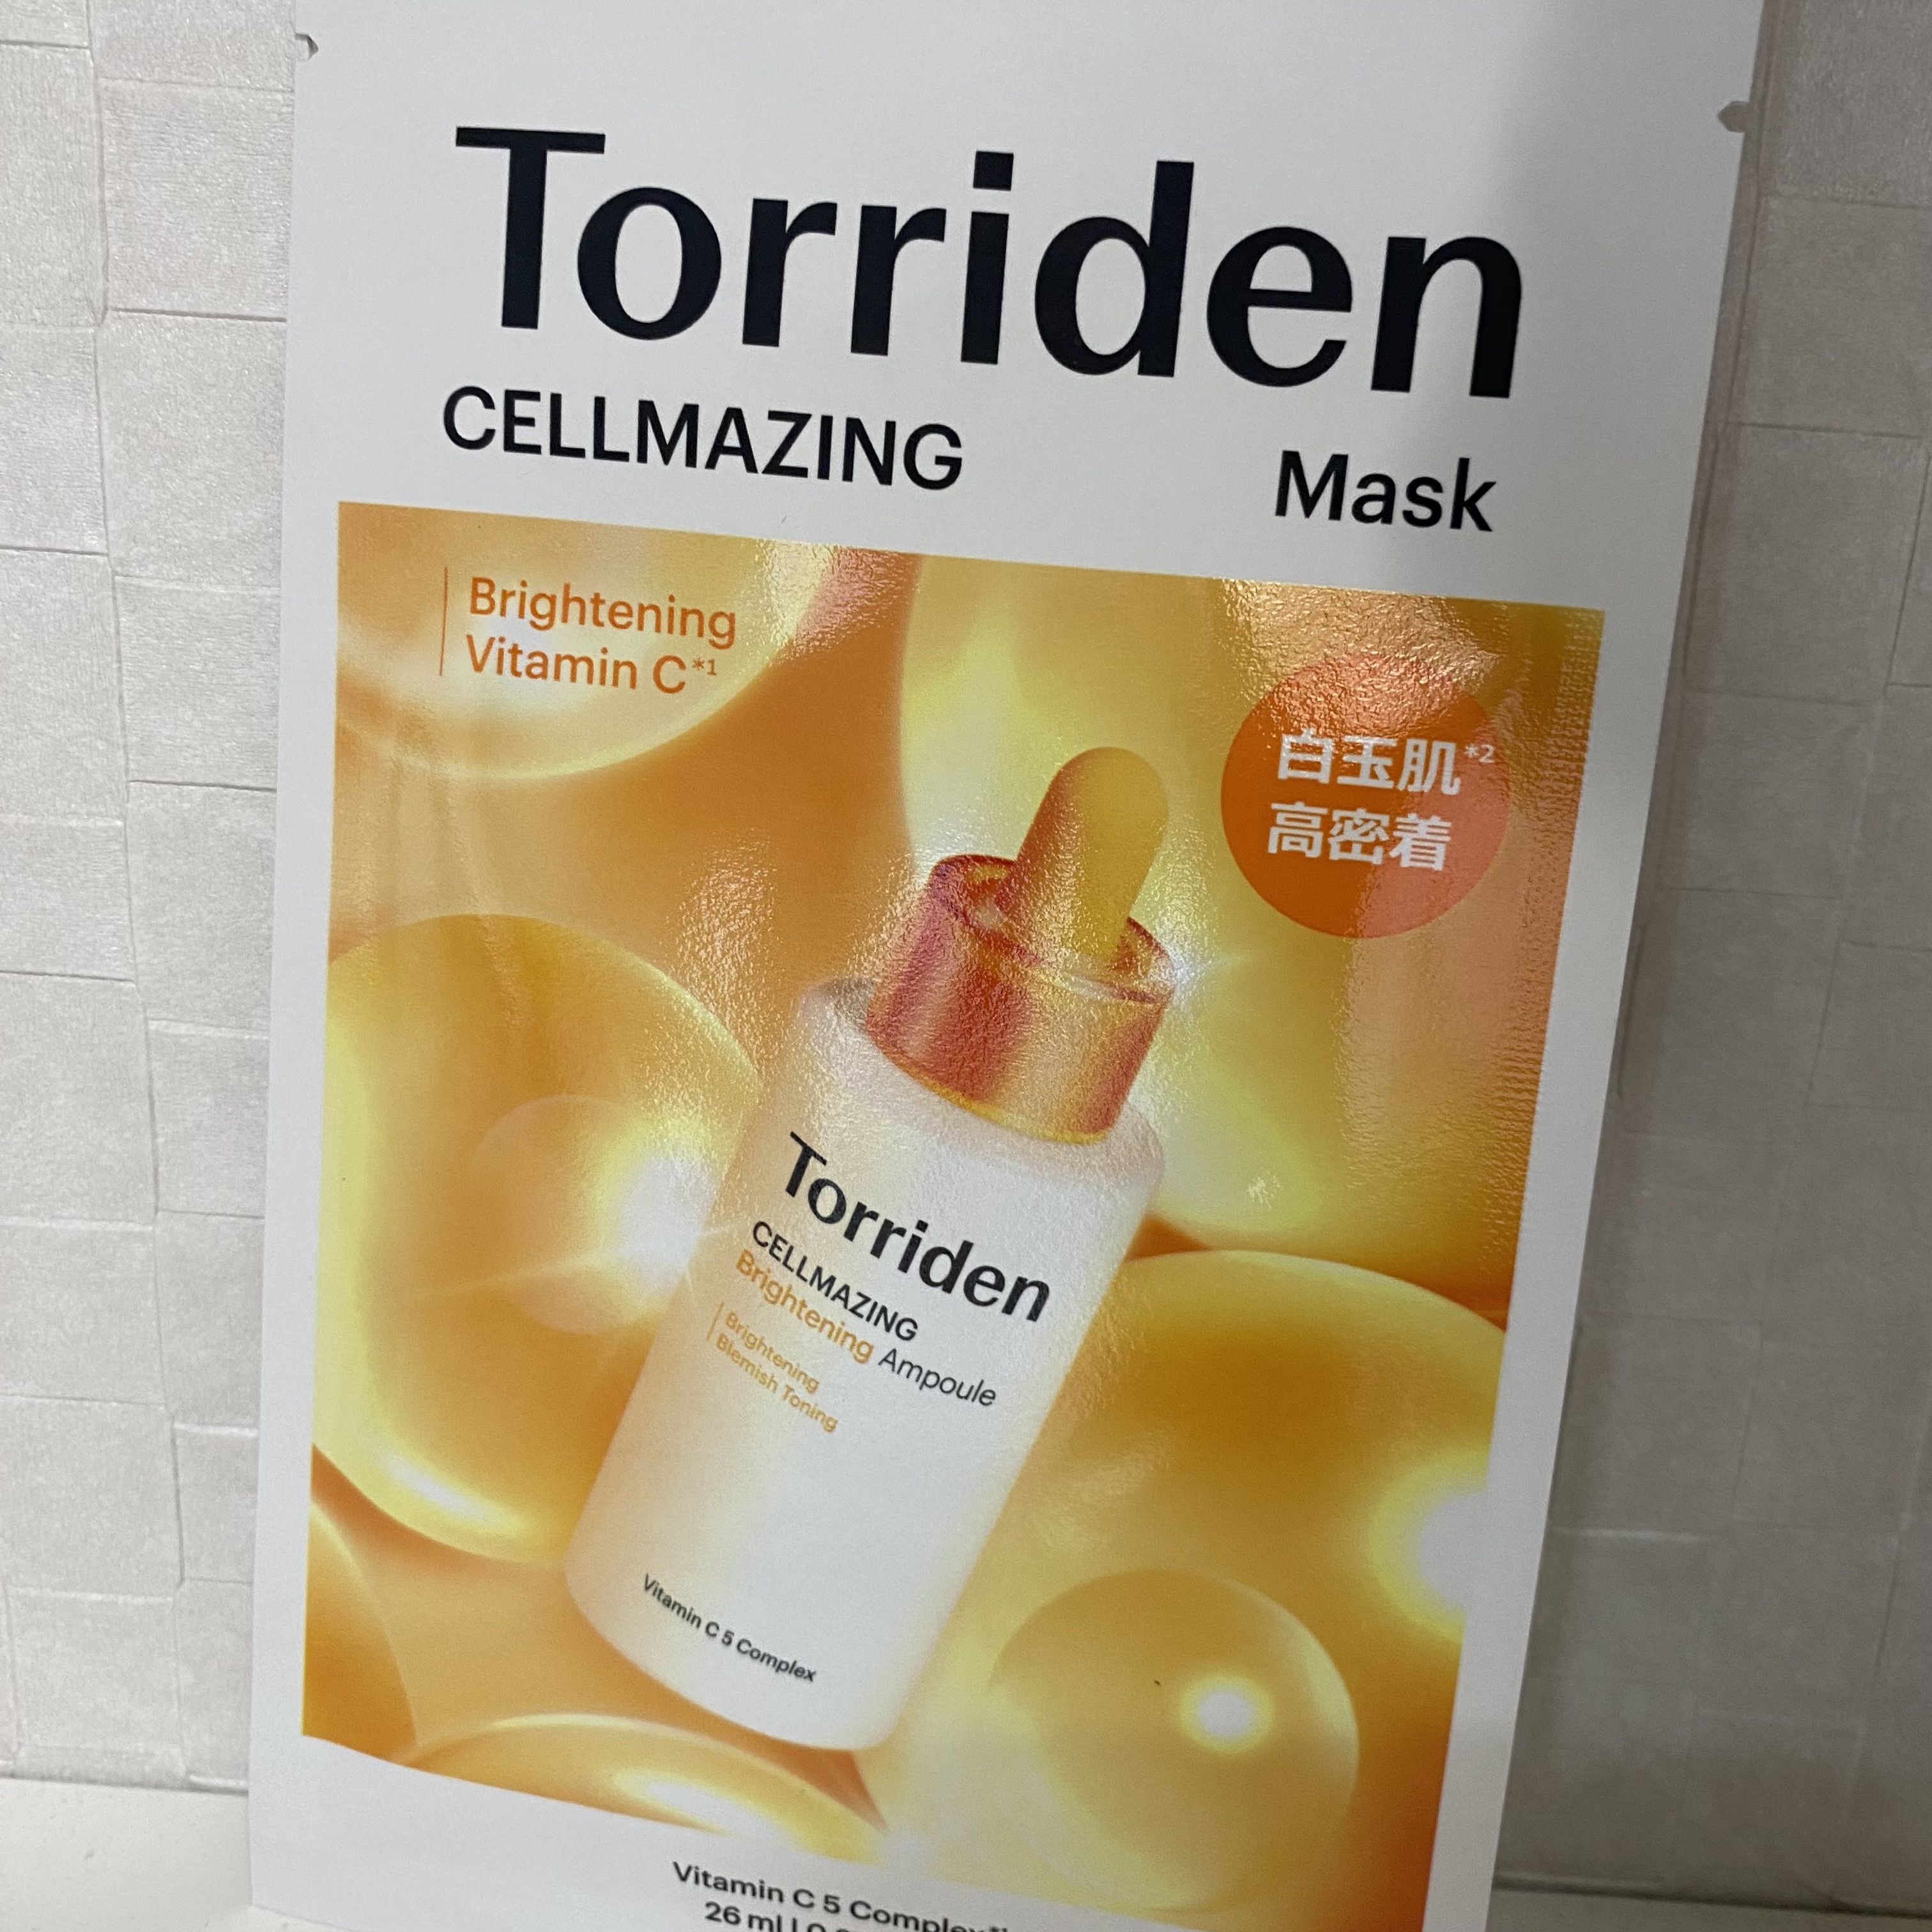 Torriden
CELLMAZING Mask
Brightening
Vitamin C*1
白玉肌*2
高密着
Torriden
CELLMAZING
Brightening Ampoule
Brightening
Blemish Toning
Vitamin C 5 Complex
Vitamin C 5 Complex*1
26 ml